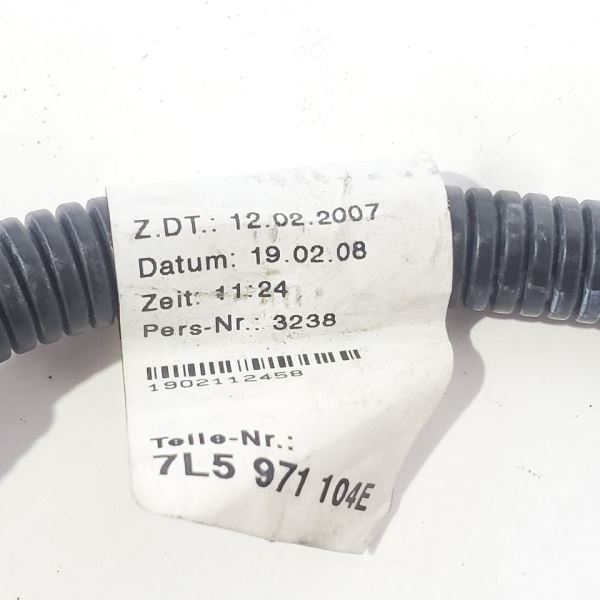 Z.DT.: 12.02.2007
Datum: 19.02.08
Zeit: 11:24
Pers-Nr.: 3238
1902112458
Teile-Nr.:
7L5 971 104E